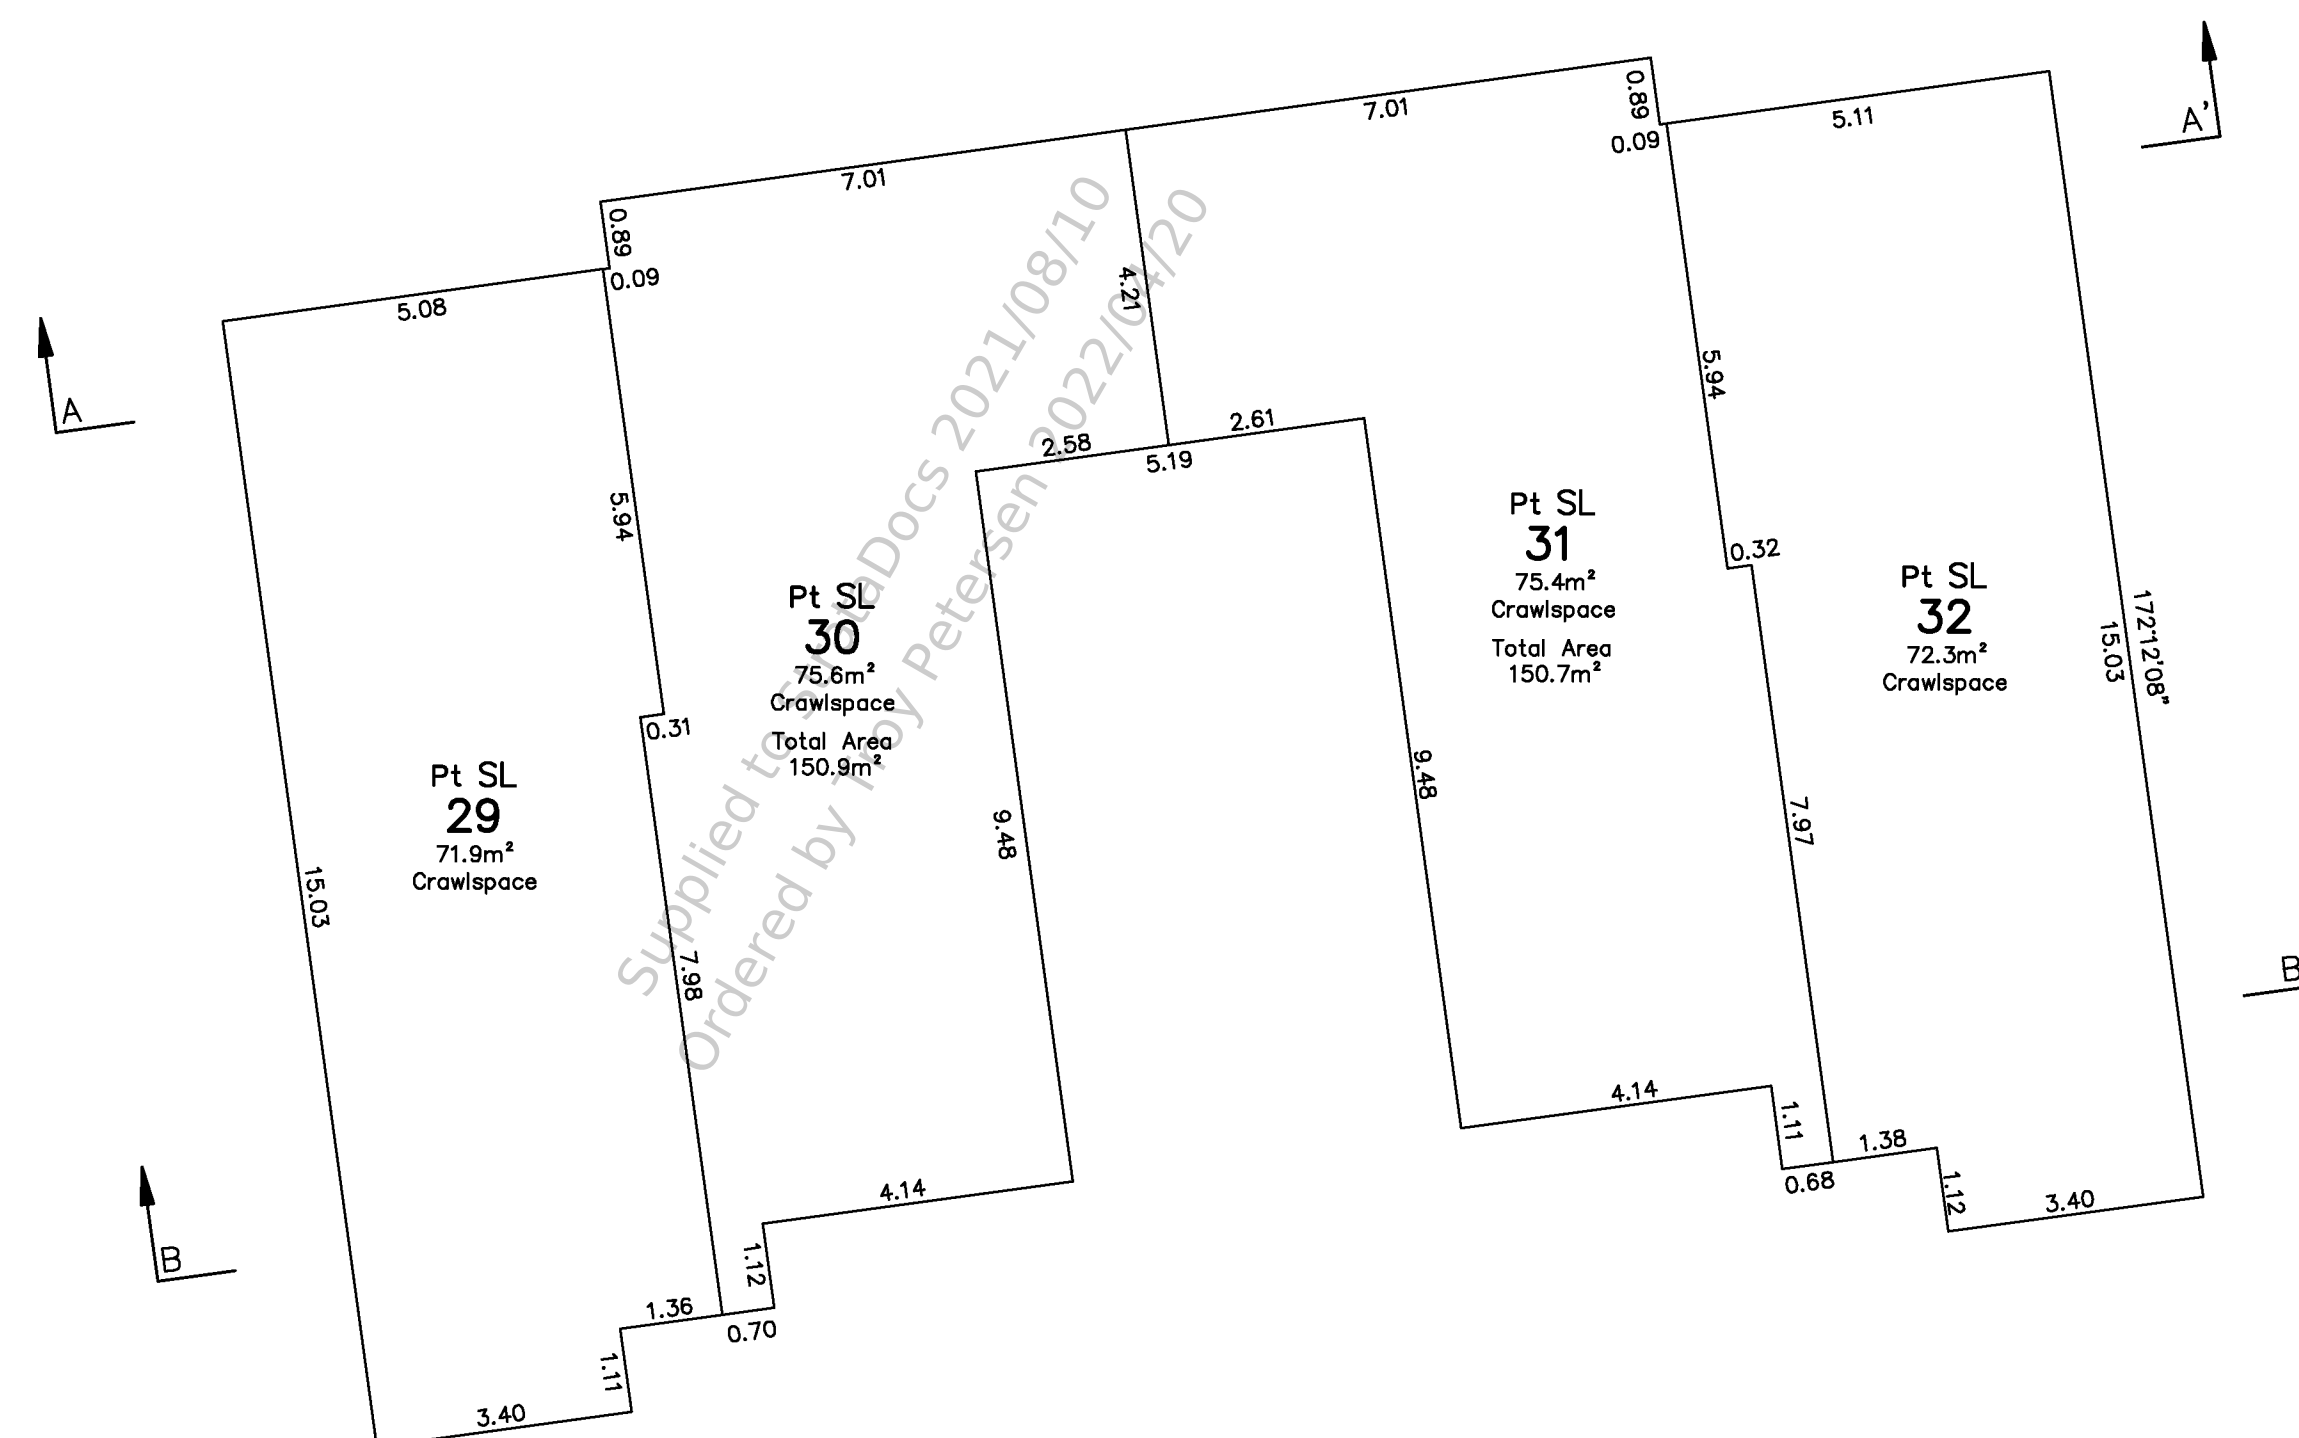 7.01
0.89
0.09
5.11
A'
7.01
0.89
0.09
5.08
A
4.21
5.94
5.94
2.58
2.61
5.19
0.32
0.31
Pt SL
29
71.9m²
Crawlspace
Pt SL
30
75.6m²
Crawlspace
Total Area
150.9m²
Pt SL
31
75.4m²
Crawlspace
Total Area
150.7m²
Pt SL
32
72.3m²
Crawlspace
172°12'08"
15.03
15.03
7.98
9.48
9.48
7.97
B
4.14
1.11
1.38
0.68
1.12
3.40
4.14
1.12
B
1.36
0.70
1.11
3.40
Supplied to StrataDocs 2021/08/10
Ordered by Troy Petersen 2022/04/20